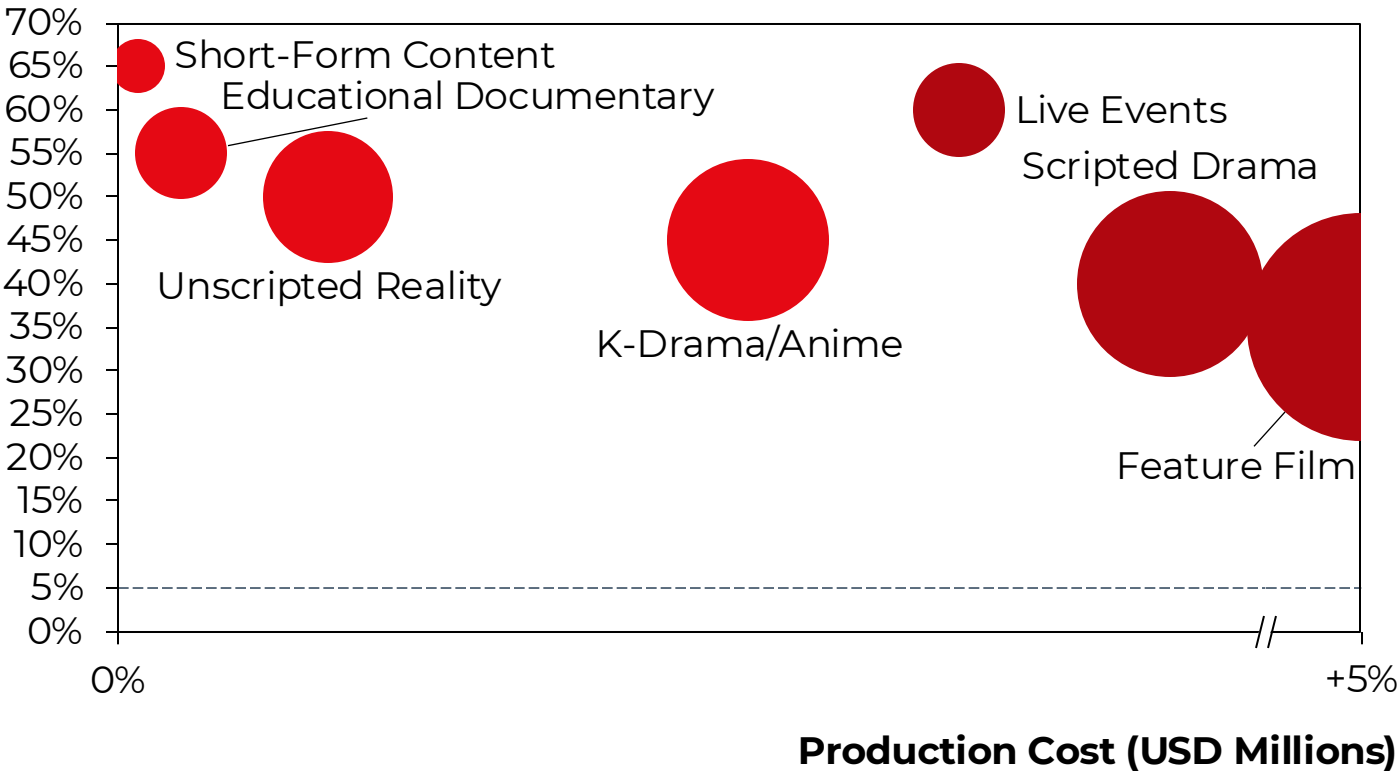 70%
65%
60%
55%
50%
45%
40%
35%
30%
25%
20%
15%
10%
5%
0%
Short-Form Content
Educational Documentary
Live Events
Scripted Drama
Unscripted Reality
K-Drama/Anime
Feature Film
0%
+5%
Production Cost (USD Millions)